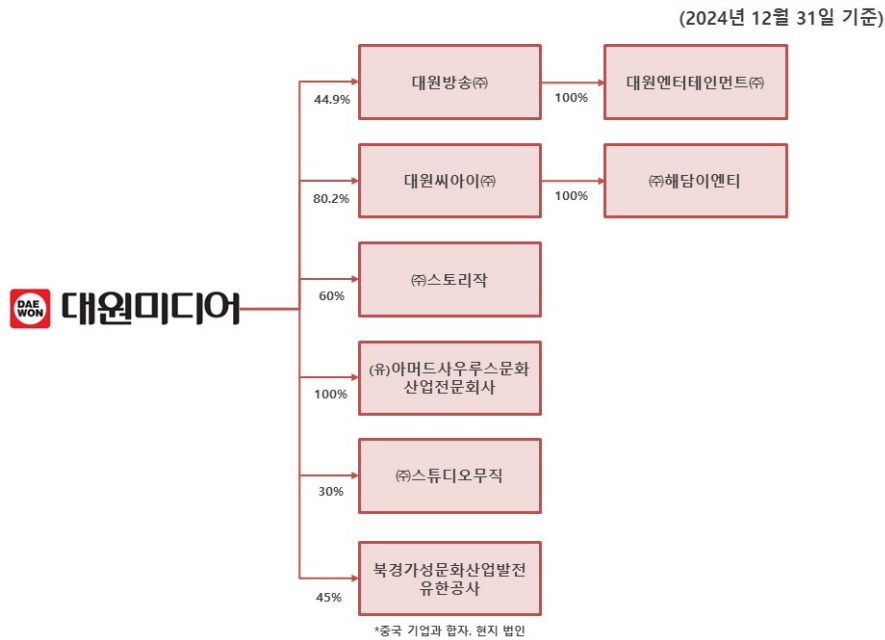 (2024년 12월 31일 기준)
대원방송㈜
44.9%
100%
대원엔터테인먼트㈜
대원씨아이㈜
80.2%
100%
㈜해담이엔티
㈜스토리작
60%
DAE
WON
대원미디어
(유)아머드사우루스문화
산업전문회사
100%
㈜스튜디오무직
30%
북경가성문화산업발전
유한공사
45%
*중국 기업과 합자. 현지 법인